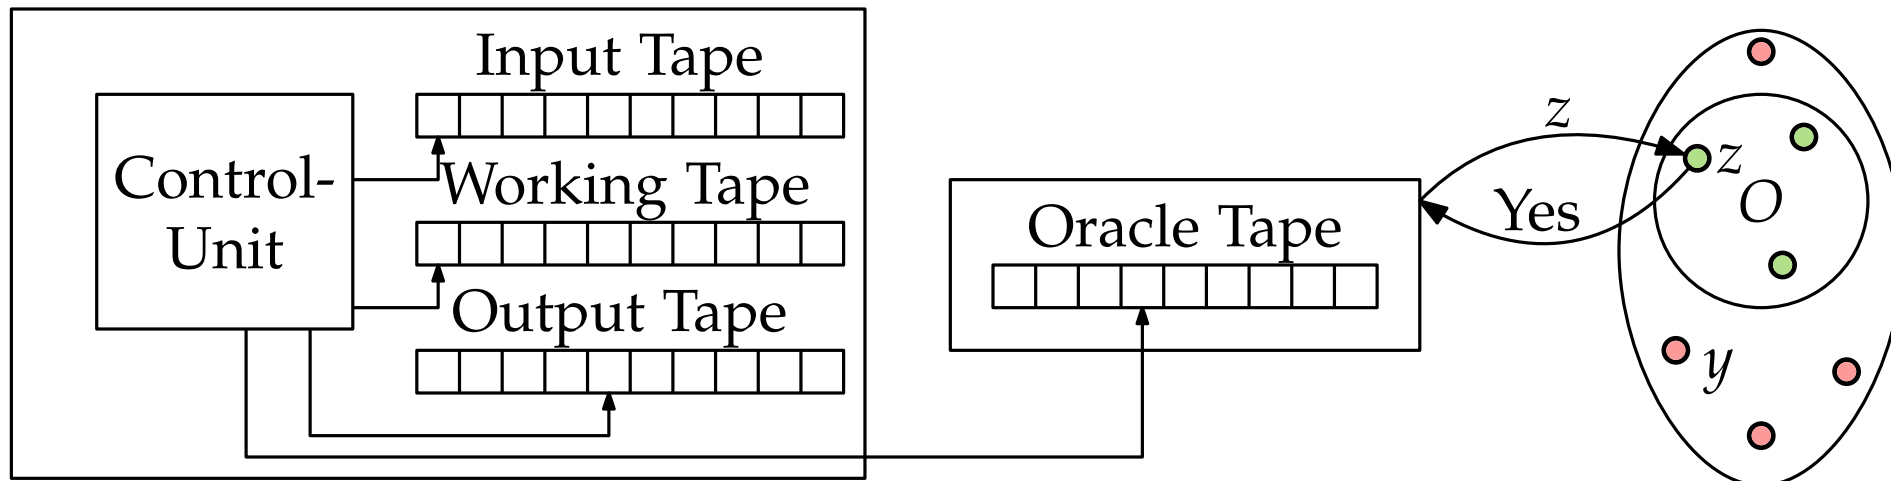 Input Tape
Control-
Unit
Working Tape
Output Tape
Oracle Tape
z
Yes
z
O
y